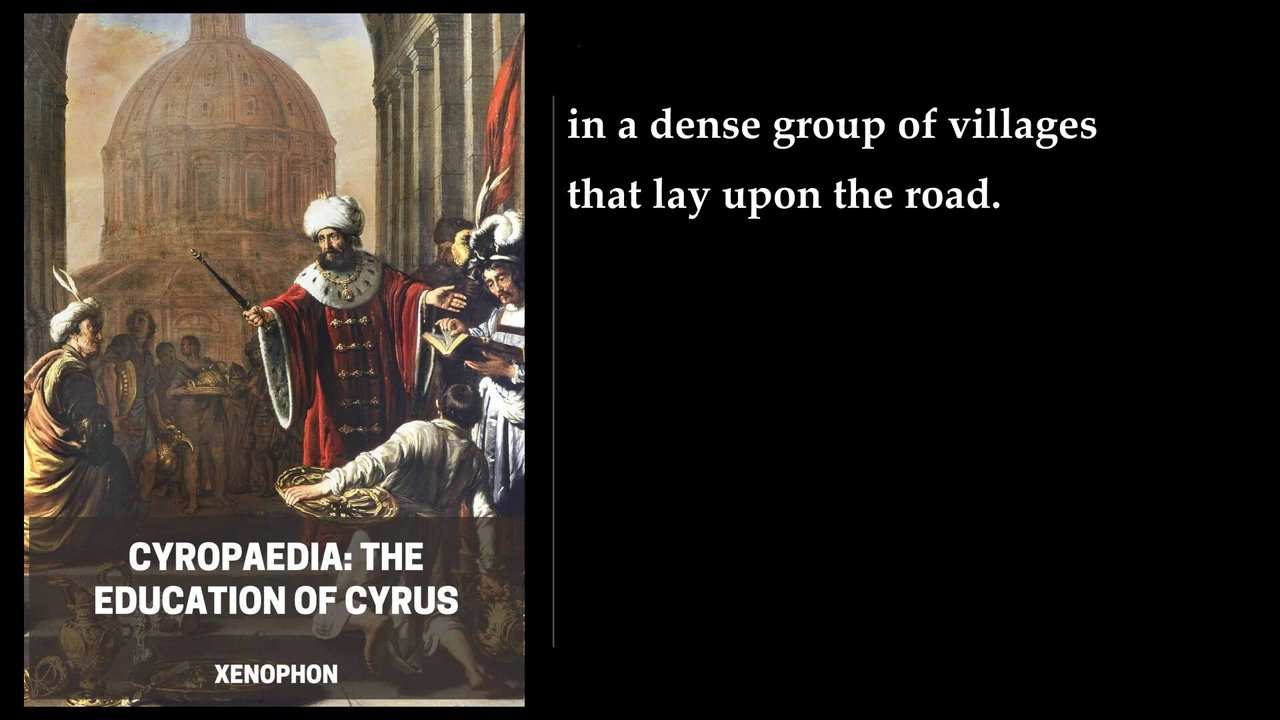 in a dense group of villages
that lay upon the road.
CYROPAEDIA: THE
EDUCATION OF CYRUS
XENOPHON